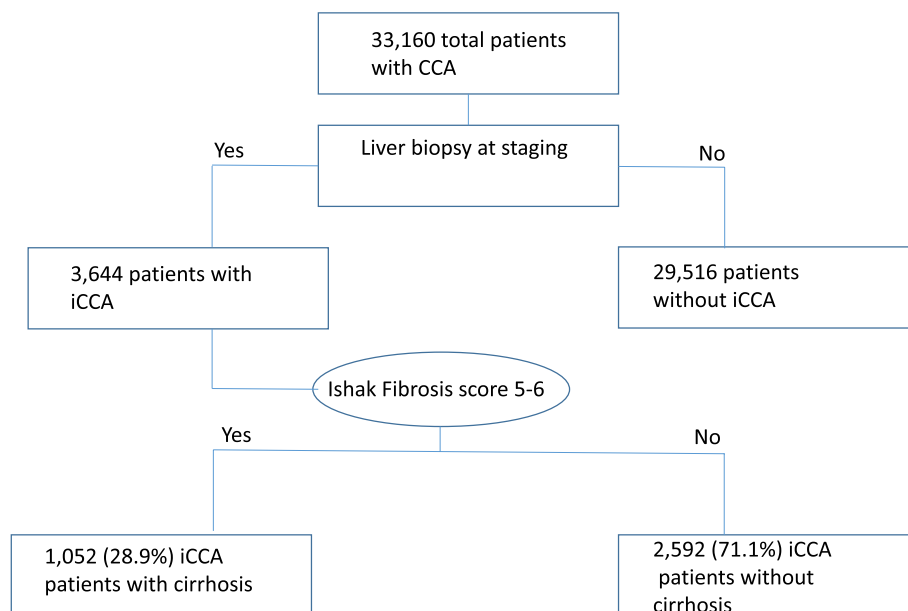 33,160 total patients
with CCA
Liver biopsy at staging
Yes
No
3,644 patients with
iCCA
29,516 patients
without iCCA
Ishak Fibrosis score 5-6
Yes
No
1,052 (28.9%) iCCA
patients with cirrhosis
2,592 (71.1%) iCCA
patients without
cirrhosis